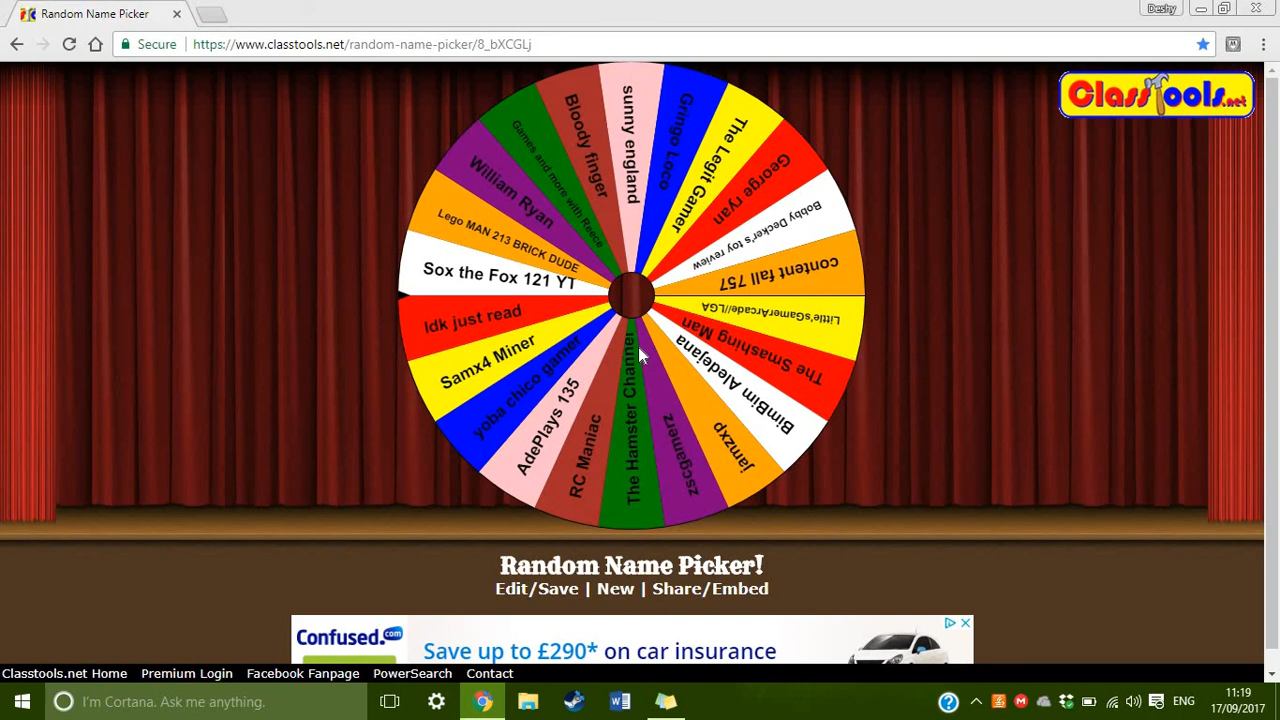 Random Name Picker
Deshy
Secure
https://www.classtools.net/random-name-picker/8_bXCGLj
ClassTools.net
sunny england
Gringo Loco
The Legit Gamer
George ryan
Bobby Decker's toy review
content fall 757
Little'sGamerArcade//LGA
The Smashing Man
BimBim Aledejana
jamzxp
zscgamerz
The Hamster Channel
RC Maniac
AdePlays 135
yoba chico gamer
Samx4 Miner
Idk just read
Sox the Fox 121 YT
Lego MAN 213 BRICK DUDE
William Ryan
Games and more with Reece
Bloody finger
Random Name Picker!
Edit/Save | New | Share/Embed
Confused.com
Save up to £290* on car insurance
Classtools.net Home Premium Login Facebook Fanpage PowerSearch Contact
I'm Cortana. Ask me anything.
ENG
11:19
17/09/2017